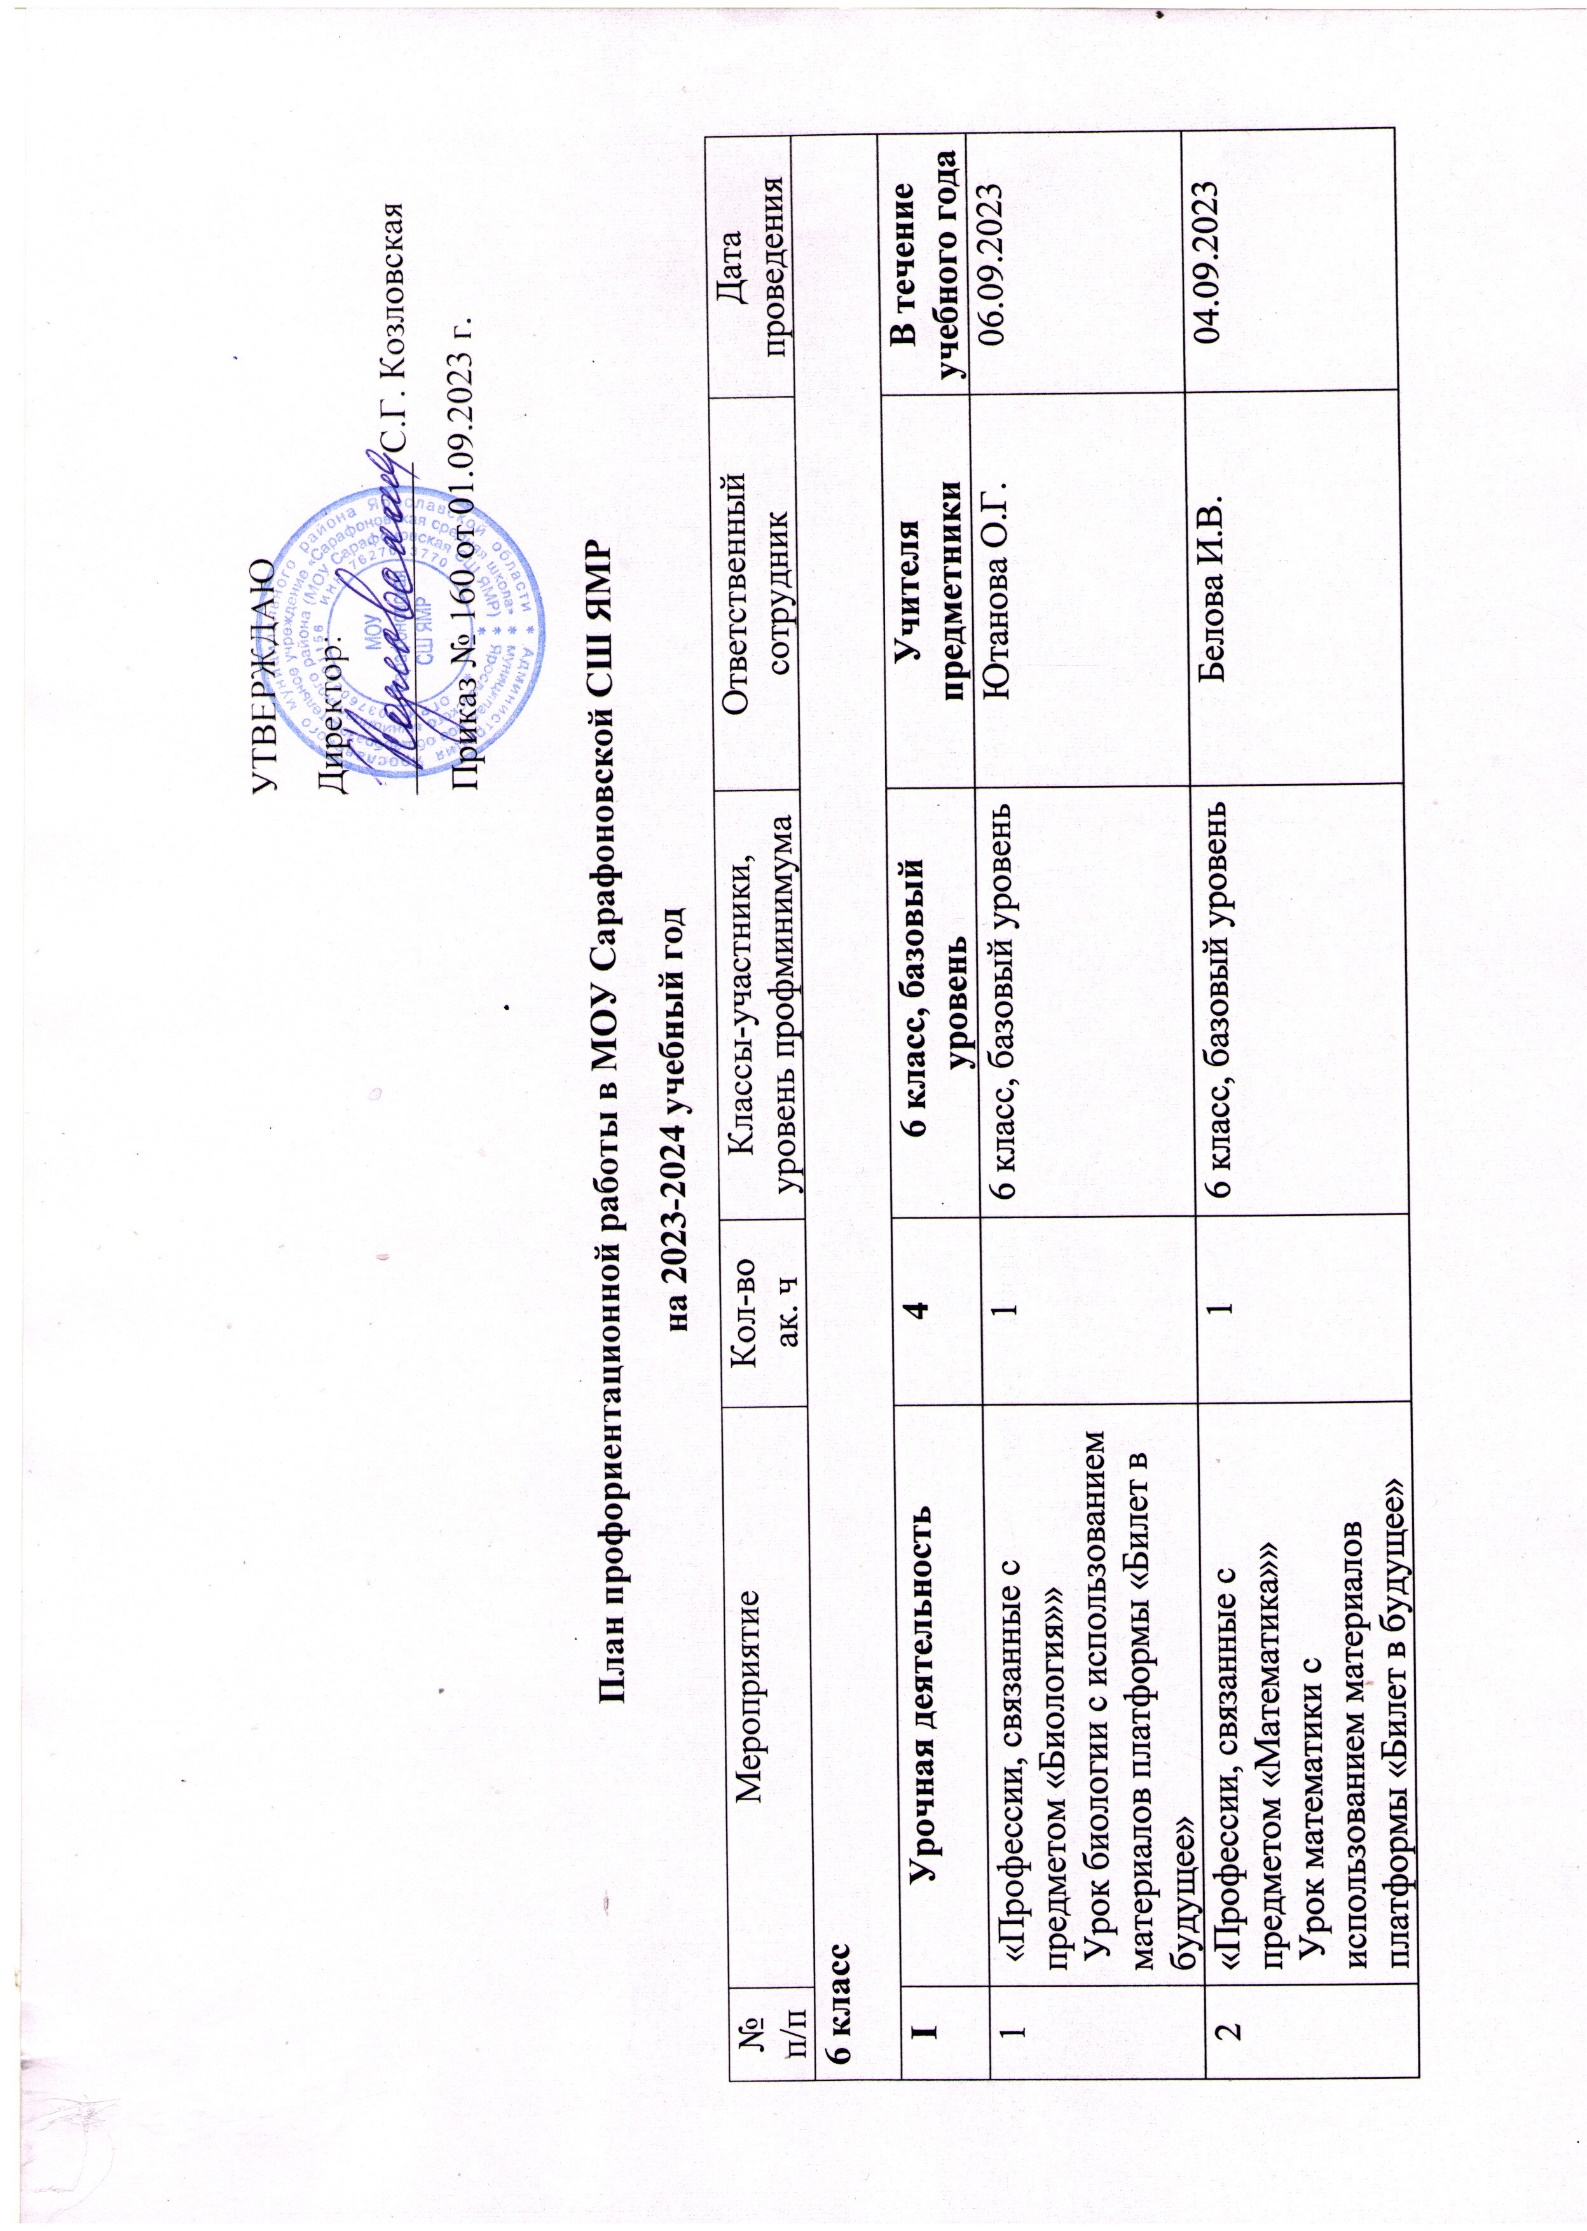 УТВЕРЖДАЮ
Директор:
С.Г. Козловская
Приказ № 160 от 01.09.2023 г.
План профориентационной работы в МОУ Сарафоновской СШ ЯМР
на 2023-2024 учебный год
№
п/п
Мероприятие
Кол-во
ак. ч
Классы-участники,
уровень профминимума
Ответственный
сотрудник
Дата
проведения
6 класс
I
Урочная деятельность
4
6 класс, базовый
уровень
Учителя
предметники
В течение
учебного года
1
«Профессии, связанные с
предметом «Биология»»
Урок биологии с использованием
материалов платформы «Билет в
будущее»
1
6 класс, базовый уровень
Ютанова О.Г.
06.09.2023
2
«Профессии, связанные с
предметом «Математика»»
Урок математики с
использованием материалов
платформы «Билет в будущее»
1
6 класс, базовый уровень
Белова И.В.
04.09.2023
МОУ
СШ ЯМР